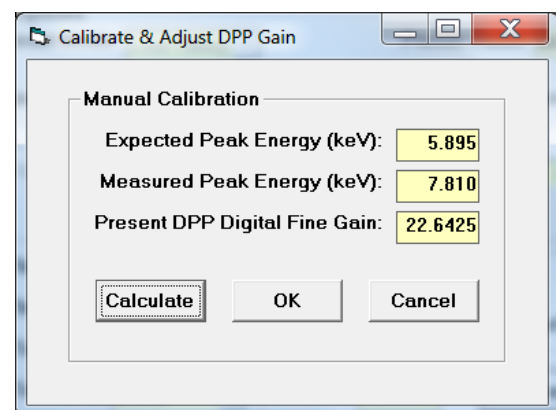 Calibrate & Adjust DPP Gain
Manual Calibration
Expected Peak Energy (keV): 5.895
Measured Peak Energy (keV): 7.810
Present DPP Digital Fine Gain: 22.6425
Calculate OK Cancel